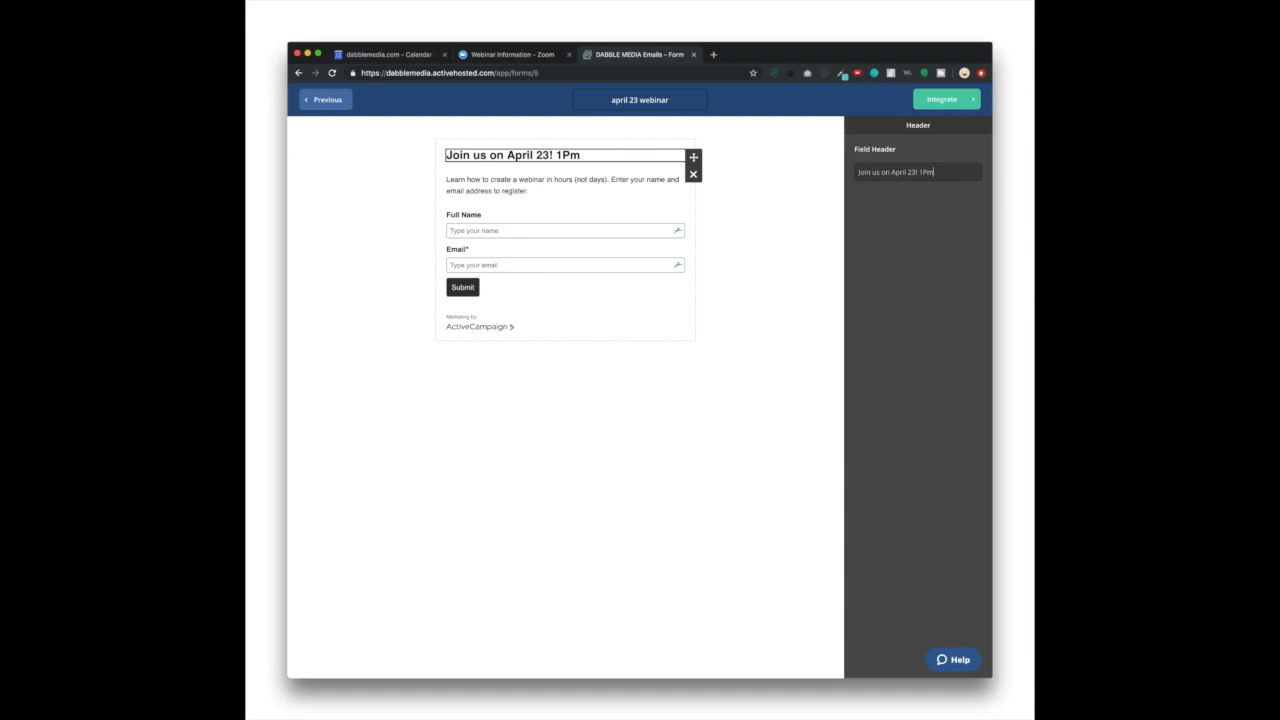 dabblemedia.com - Calendar
Webinar Information - Zoom
DABBLE MEDIA Emails - Form
https://dabblemedia.activehosted.com/app/forms/5
Previous
april 23 webinar
Integrate
Header
Field Header
Join us on April 23! 1Pm
Join us on April 23! 1Pm
Learn how to create a webinar in hours (not days). Enter your name and
email address to register.
Full Name
Type your name
Email*
Type your email
Submit
Marketing by
ActiveCampaign
Help